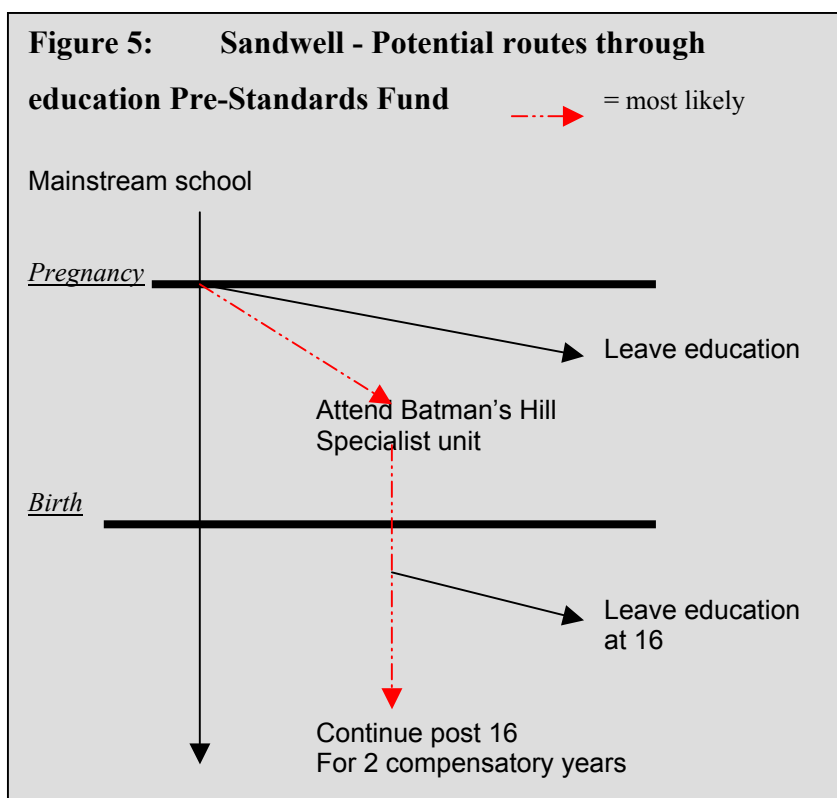 Figure 5: Sandwell - Potential routes through
education Pre-Standards Fund
= most likely
Mainstream school
Pregnancy
Leave education
Attend Batman's Hill
Specialist unit
Birth
Leave education
at 16
Continue post 16
For 2 compensatory years